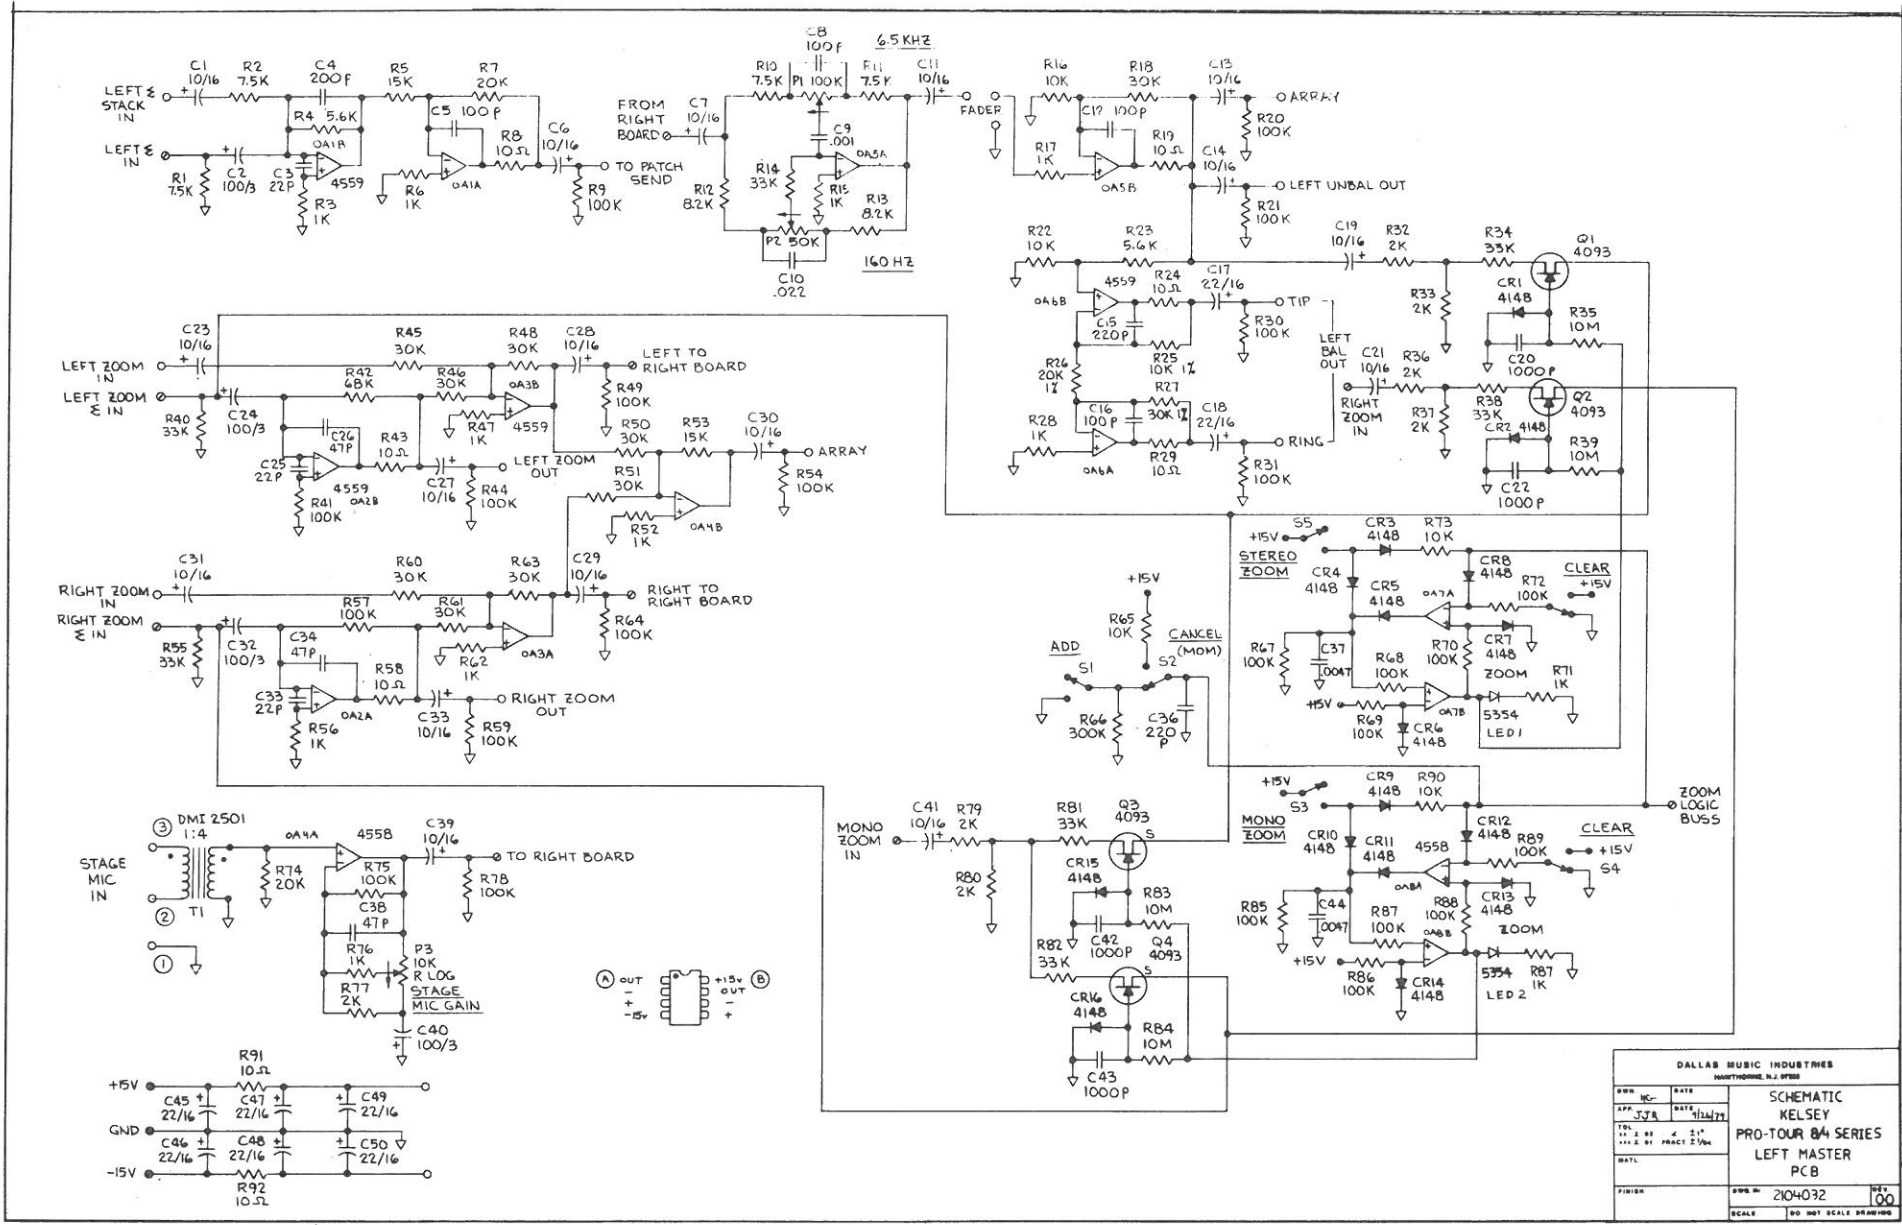 C1
10/16
R2
7.5K
C4
200P
R5
15K
R7
20K
LEFT Σ
STACK
IN
R4
5.6K
C5
100P
OA1B
LEFT Σ
IN
R1
7.5K
C2
100/3
C3
22P
4559
R3
1K
R6
1K
OA1A
R8
10Ω
C6
10/16
TO PATCH
SEND
R9
100K
FROM
RIGHT
BOARD
C7
10/16
R10
7.5K
C8
100P
P1 100K
R11
7.5K
6.5 KHZ
C11
10/16
FADER
C9
.001
OA5A
R14
33K
R15
1K
R12
8.2K
R13
8.2K
P2 50K
C10
.022
160 HZ
R16
10K
R18
30K
C12 100P
C13
10/16
ARRAY
R20
100K
R17
1K
R19
10Ω
OA5B
C14
10/16
LEFT UNBAL OUT
R21
100K
R22
10K
R23
5.6K
OA6B
4559
R24
10Ω
C17
22/16
TIP
C15
220P
R30
100K
R25
10K 1%
R26
20K
1%
R27
30K 1%
C16
100P
C18
22/16
R28
1K
OA6A
R29
10Ω
RING
R31
100K
LEFT
BAL
OUT
C19
10/16
R32
2K
R34
33K
Q1
4093
R33
2K
CR1
4148
R35
10M
C20
1000P
C21
10/16
R36
2K
RIGHT
ZOOM
IN
R37
2K
R38
33K
Q2
4093
CR2 4148
R39
10M
C22
1000P
C23
10/16
R45
30K
R48
30K
C28
10/16
LEFT ZOOM
IN
LEFT TO
RIGHT BOARD
R42
68K
R46
30K
OA3B
R49
100K
LEFT ZOOM
Σ IN
R40
33K
C24
100/3
R47
1K
4559
C26
47P
R43
10Ω
C25
22P
4559
OA2B
R41
100K
C27
10/16
LEFT ZOOM
OUT
R44
100K
R50
30K
R53
15K
C30
10/16
ARRAY
R54
100K
R51
30K
R52
1K
OA4B
C31
10/16
R60
30K
R63
30K
C29
10/16
RIGHT ZOOM
IN
RIGHT TO
RIGHT BOARD
R57
100K
R61
30K
R64
100K
RIGHT ZOOM
Σ IN
R55
33K
C32
100/3
C34
47P
R62
1K
OA3A
R58
10Ω
C33
22P
OA2A
R56
1K
C33
10/16
RIGHT ZOOM
OUT
R59
100K
+15V
R65
10K
ADD
S1
CANCEL
(MOM)
S2
R66
300K
C36
220
P
+15V
S5
STEREO
ZOOM
CR3
4148
R73
10K
CR4
4148
CR5
4148
CR8
4148
R72
100K
CLEAR
+15V
OA7A
CR7
4148
R67
100K
C37
.0047
R68
100K
R70
100K
ZOOM
R71
1K
+15V
R69
100K
CR6
4148
OA7B
5354
LED1
+15V
S3
MONO
ZOOM
CR9
4148
R90
10K
ZOOM
LOGIC
BUSS
CR10
4148
CR11
4148
4558
CR12
4148
R89
100K
CLEAR
+15V
S4
OA8A
CR13
4148
R85
100K
C44
.0047
R87
100K
R88
100K
OA8B
ZOOM
+15V
R86
100K
CR14
4148
5354
LED2
R87
1K
MONO
ZOOM
IN
C41
10/16
R79
2K
R81
33K
Q3
4093
S
R80
2K
CR15
4148
R83
10M
C42
1000P
R82
33K
Q4
4093
S
CR16
4148
R84
10M
C43
1000P
3
DMI 2501
1:4
STAGE
MIC
IN
2
T1
1
R74
20K
OA4A
4558
C39
10/16
TO RIGHT BOARD
R78
100K
R75
100K
C38
47P
R76
1K
P3
10K
R LOG
STAGE
MIC GAIN
R77
2K
C40
100/3
A OUT
-
+
-15V
+15V B
OUT
-
+
+15V
R91
10Ω
C45
22/16
C47
22/16
C49
22/16
GND
C46
22/16
C48
22/16
C50
22/16
-15V
R92
10Ω
DALLAS MUSIC INDUSTRIES
DWN
DATE
APP. JJR
DATE
TOL
MATL
FINISH
SCHEMATIC
KELSEY
PRO-TOUR 8/4 SERIES
LEFT MASTER
PCB
DWG. No 2104032
REV.
00
SCALE
DO NOT SCALE DRAWING